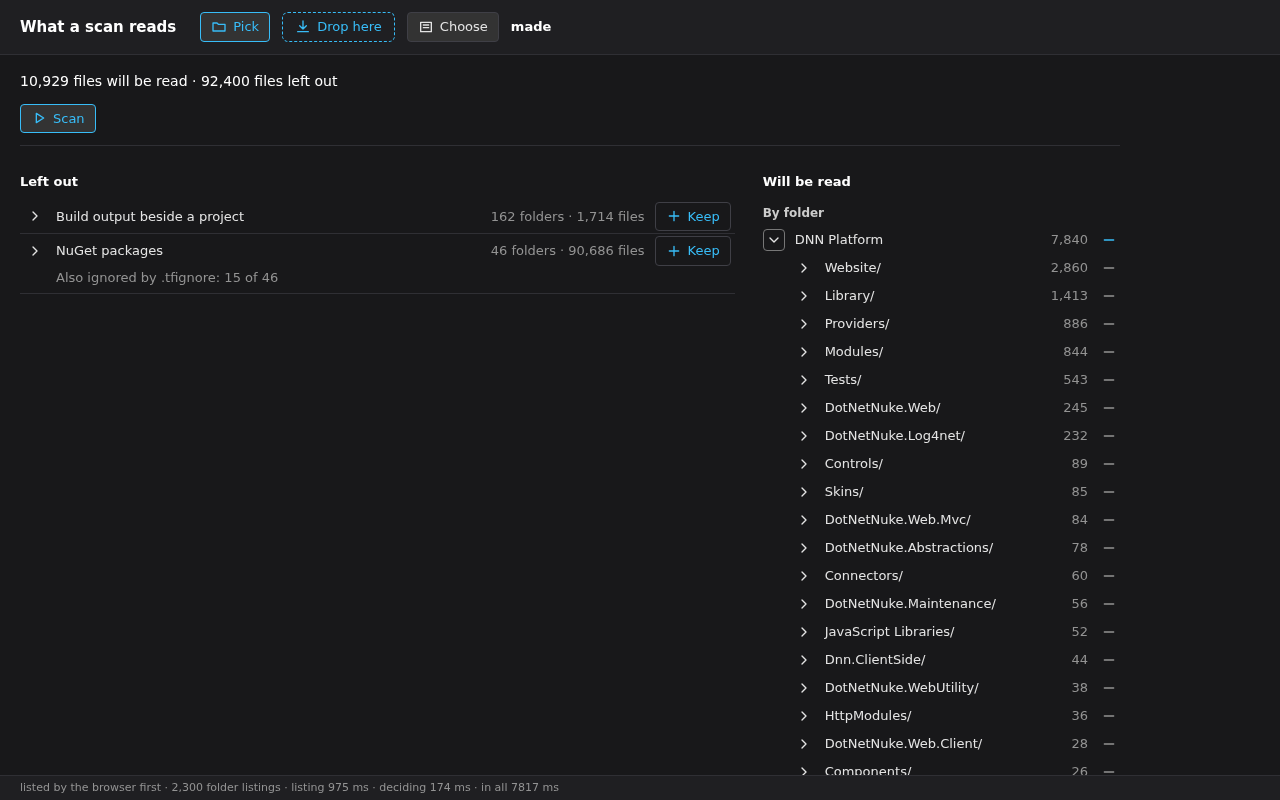 What a scan reads Pick Drop here Choose made
10,929 files will be read · 92,400 files left out
Scan
Left out
Build output beside a project 162 folders · 1,714 files Keep
NuGet packages 46 folders · 90,686 files Keep
Also ignored by .tfignore: 15 of 46
Will be read
By folder
DNN Platform 7,840
Website/ 2,860
Library/ 1,413
Providers/ 886
Modules/ 844
Tests/ 543
DotNetNuke.Web/ 245
DotNetNuke.Log4net/ 232
Controls/ 89
Skins/ 85
DotNetNuke.Web.Mvc/ 84
DotNetNuke.Abstractions/ 78
Connectors/ 60
DotNetNuke.Maintenance/ 56
JavaScript Libraries/ 52
Dnn.ClientSide/ 44
DotNetNuke.WebUtility/ 38
HttpModules/ 36
DotNetNuke.Web.Client/ 28
Components/ 26
listed by the browser first · 2,300 folder listings · listing 975 ms · deciding 174 ms · in all 7817 ms